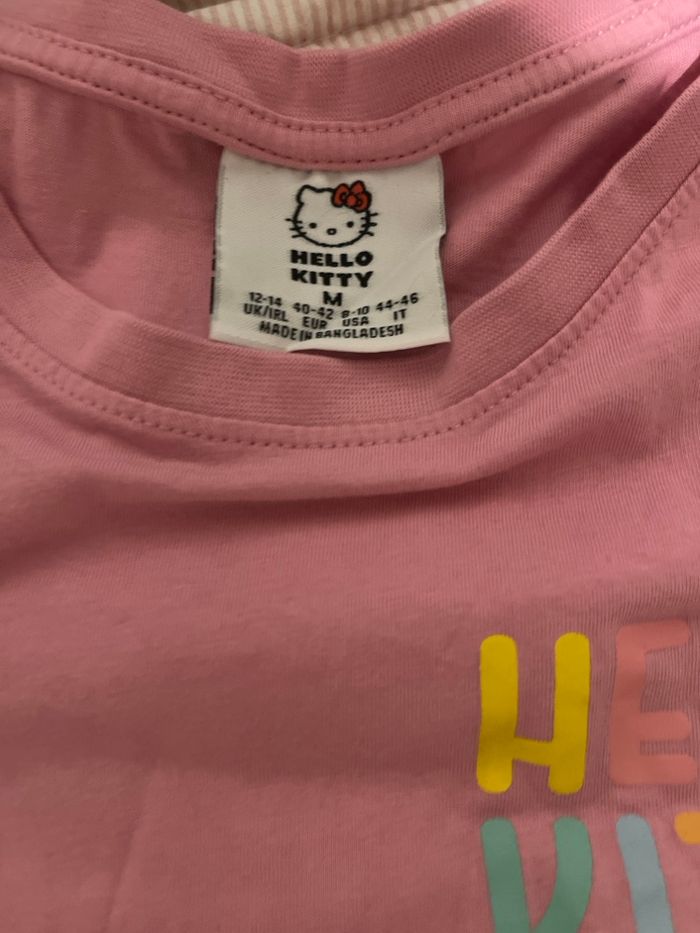 HELLO
KITTY
M
12-14 40-42 8-10 44-46
UK/IRL EUR USA IT
MADE IN BANGLADESH
HE
KIT